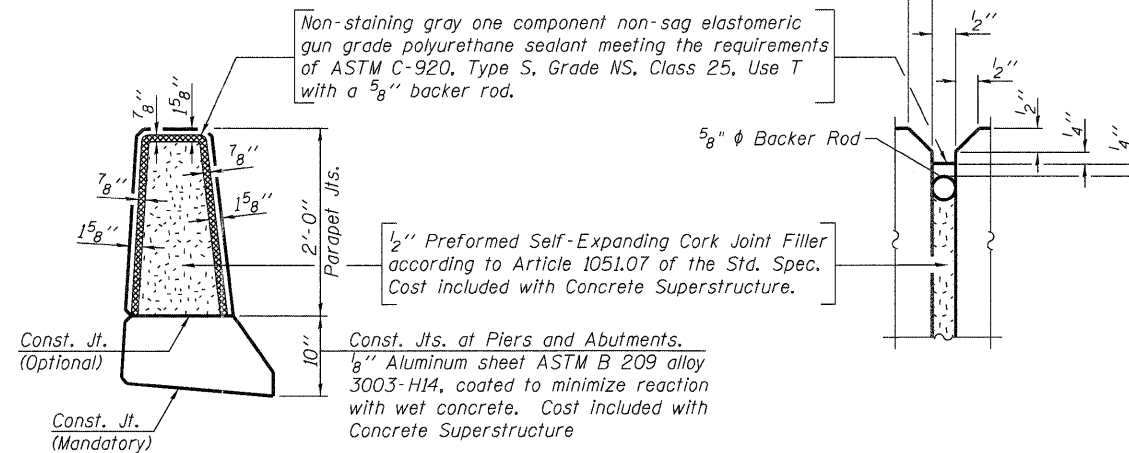 Non-staining gray one component non-sag elastomeric
gun grade polyurethane sealant meeting the requirements
of ASTM C-920, Type S, Grade NS, Class 25, Use T
with a 5/8" backer rod.
1/2"
1/2"
1/2"
1/4"
1/4"
5/8" φ Backer Rod
7/8"
1 5/8"
7/8"
7/8"
1 5/8"
1 5/8"
2'-0"
Parapet Jts.
1/2" Preformed Self-Expanding Cork Joint Filler
according to Article 1051.07 of the Std. Spec.
Cost included with Concrete Superstructure.
Const. Jt.
(Optional)
10"
Const. Jts. at Piers and Abutments.
1/8" Aluminum sheet ASTM B 209 alloy
3003-H14, coated to minimize reaction
with wet concrete. Cost included with
Concrete Superstructure
Const. Jt.
(Mandatory)